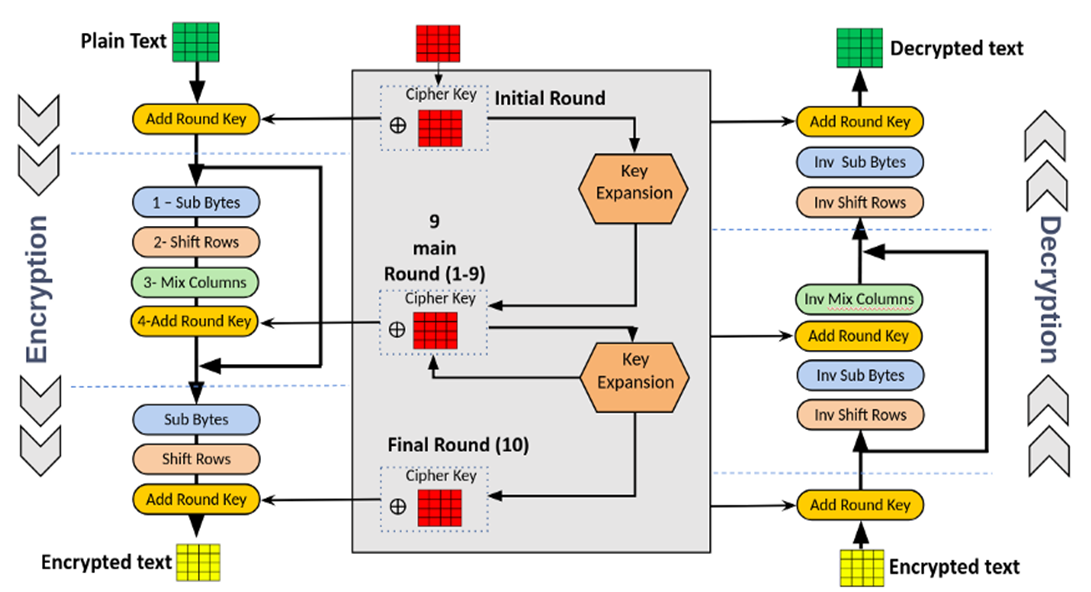 Plain Text
Add Round Key
1 – Sub Bytes
2- Shift Rows
3- Mix Columns
4-Add Round Key
Sub Bytes
Shift Rows
Add Round Key
Encrypted text
Encryption
Cipher Key
Initial Round
⊕
Key
Expansion
9
main
Round (1-9)
Cipher Key
⊕
Key
Expansion
Final Round (10)
Cipher Key
⊕
Decrypted text
Add Round Key
Inv Sub Bytes
Inv Shift Rows
Inv Mix Columns
Add Round Key
Inv Sub Bytes
Inv Shift Rows
Add Round Key
Encrypted text
Decryption